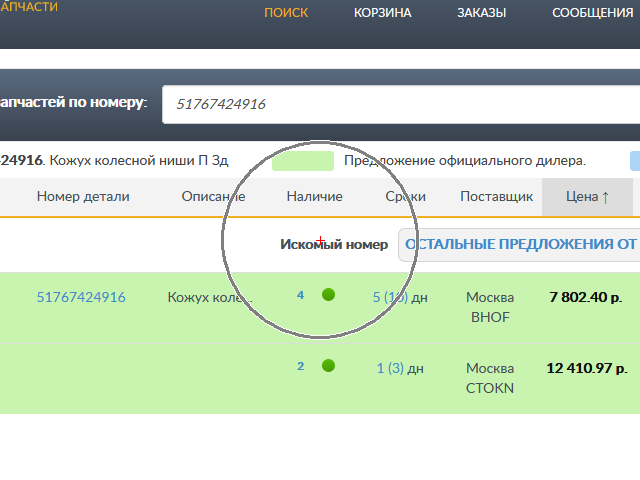 АПЧАСТИ
ПОИСК КОРЗИНА ЗАКАЗЫ СООБЩЕНИЯ
апчастей по номеру: 51767424916
424916. Кожух колесной ниши П Зд Предложение официального дилера.
Номер детали Описание Наличие Сроки Поставщик Цена ↑
Искомый номер ОСТАЛЬНЫЕ ПРЕДЛОЖЕНИЯ ОТ
51767424916 Кожух коле... 4 5 (10) дн Москва 7 802.40 р.
BHOF
2 1 (3) дн Москва 12 410.97 р.
CTOKN